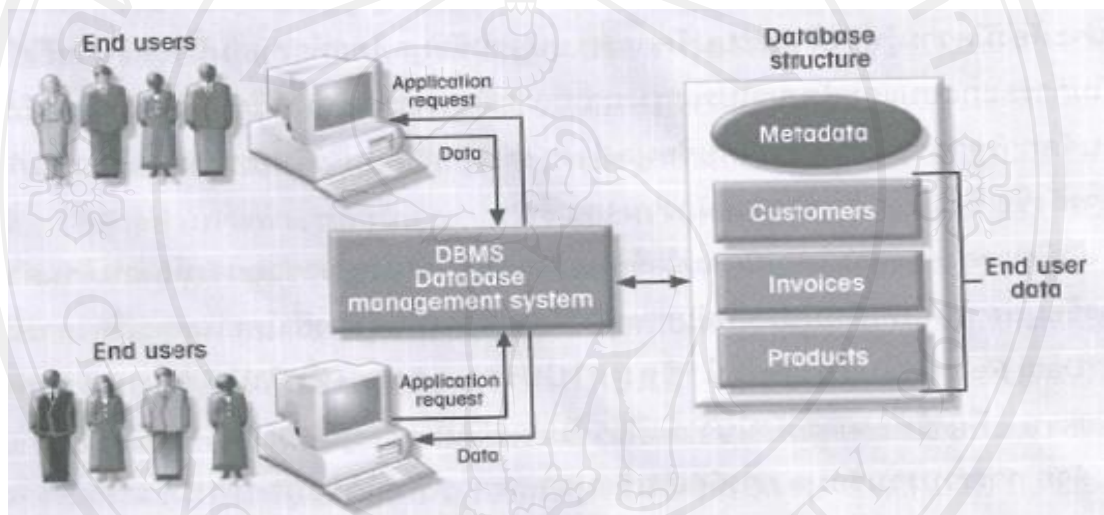 End users
Application
request
Data
DBMS
Database
management system
Database
structure
Metadata
Customers
Invoices
Products
End user
data
End users
Application
request
Data